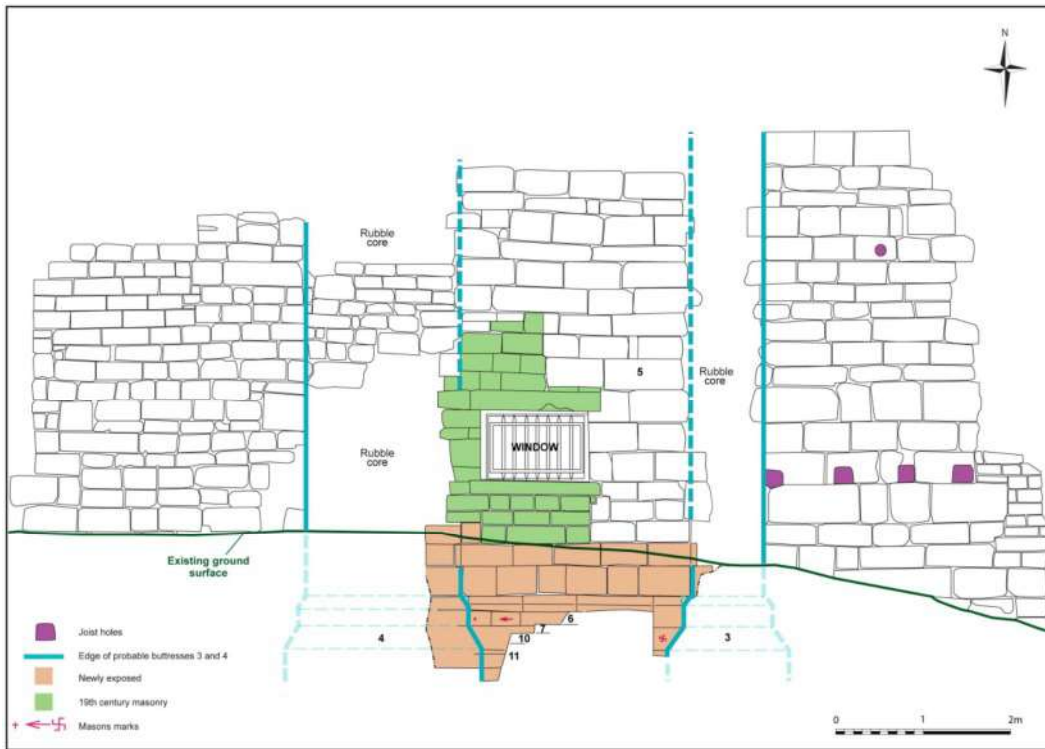 N
Rubble
core
5
Rubble
core
Rubble
core
WINDOW
Existing ground
surface
6
7
4
10
3
11
Joist holes
Edge of probable buttresses 3 and 4
Newly exposed
19th century masonry
Masons marks
0 1 2m